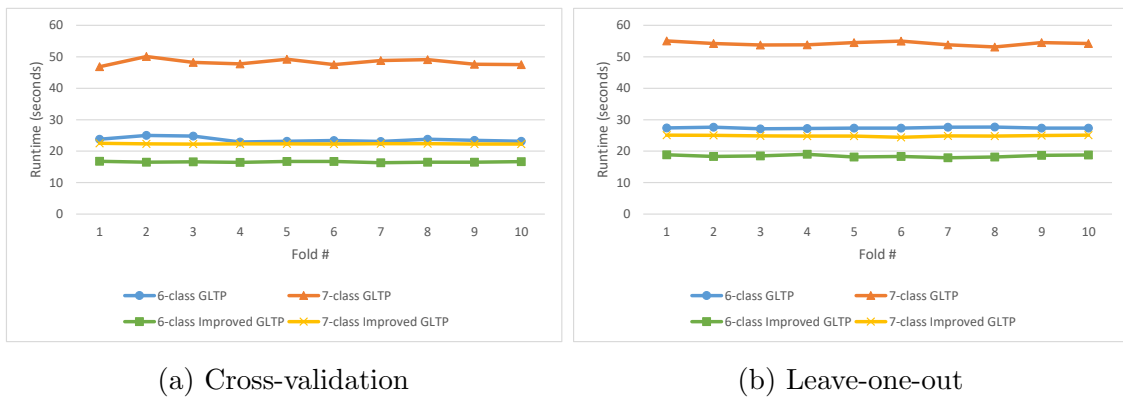 60
50
40
30
20
10
0
Runtime (seconds)
1 2 3 4 5 6 7 8 9 10
Fold #
6-class GLTP
7-class GLTP
6-class Improved GLTP
7-class Improved GLTP
(a) Cross-validation
60
50
40
30
20
10
0
Runtime (seconds)
1 2 3 4 5 6 7 8 9 10
Fold #
6-class GLTP
7-class GLTP
6-class Improved GLTP
7-class Improved GLTP
(b) Leave-one-out